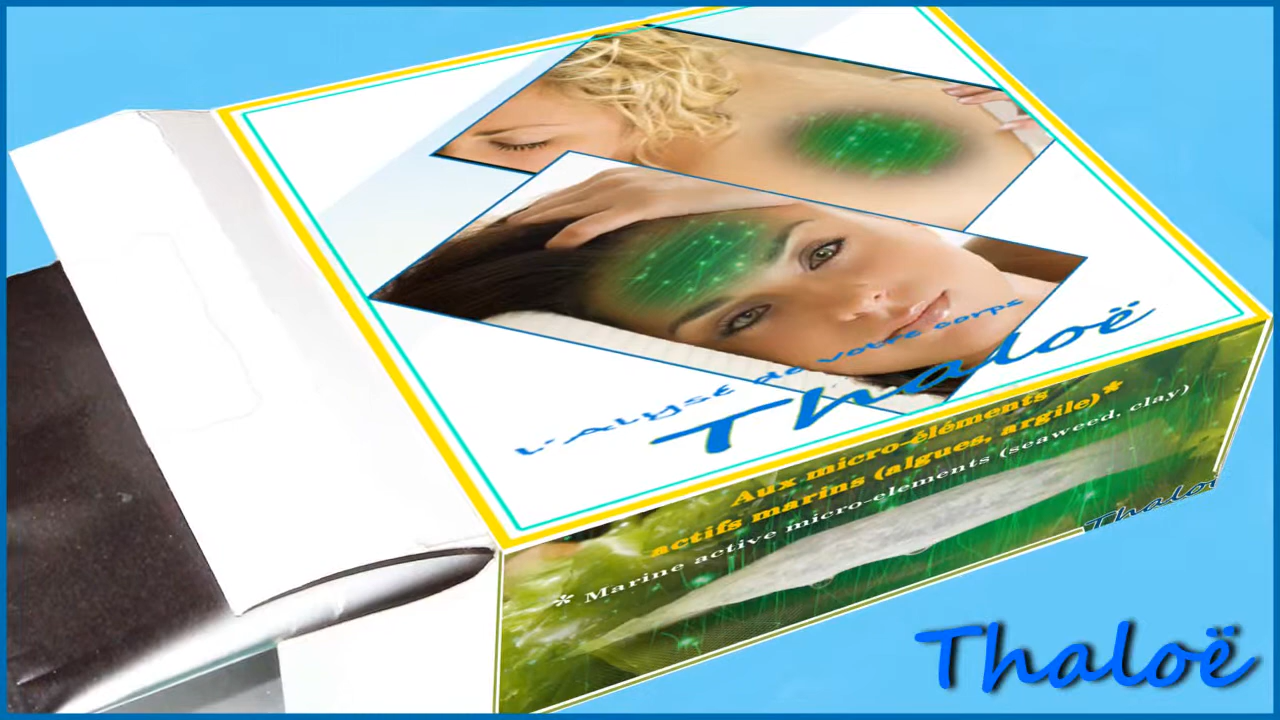 L'Alyse de votre corps
Thaloë
Aux micro-éléments
actifs marins (algues, argile)*
* Marine active micro-elements (seaweed, clay)
Thaloë
Thaloë